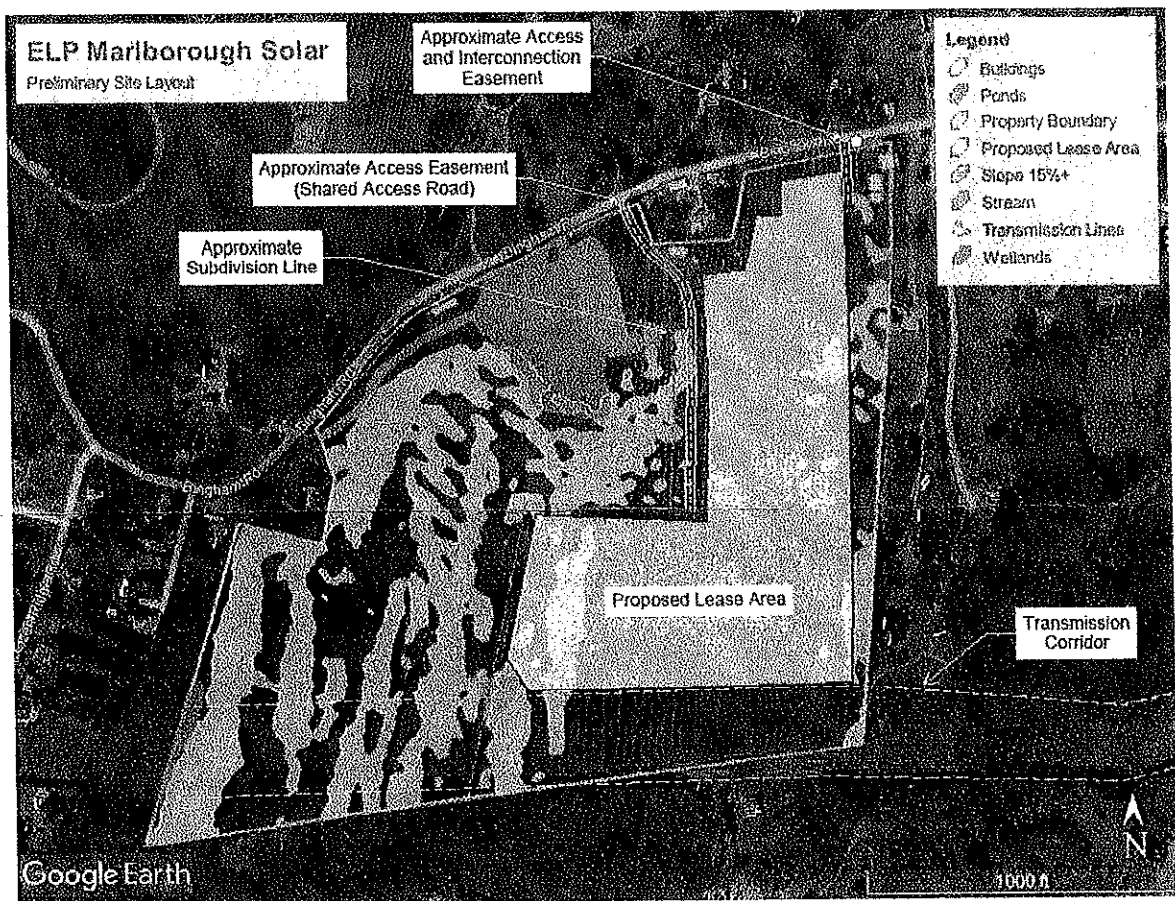 ELP Marlborough Solar
Preliminary Site Layout
Approximate Access
and Interconnection
Easement
Legend
Buildings
Ponds
Property Boundary
Proposed Lease Area
Slope 15%+
Stream
Transmission Lines
Wetlands
Approximate Access Easement
(Shared Access Road)
Approximate
Subdivision Line
Proposed Lease Area
Transmission
Corridor
N
Google Earth
1000 ft